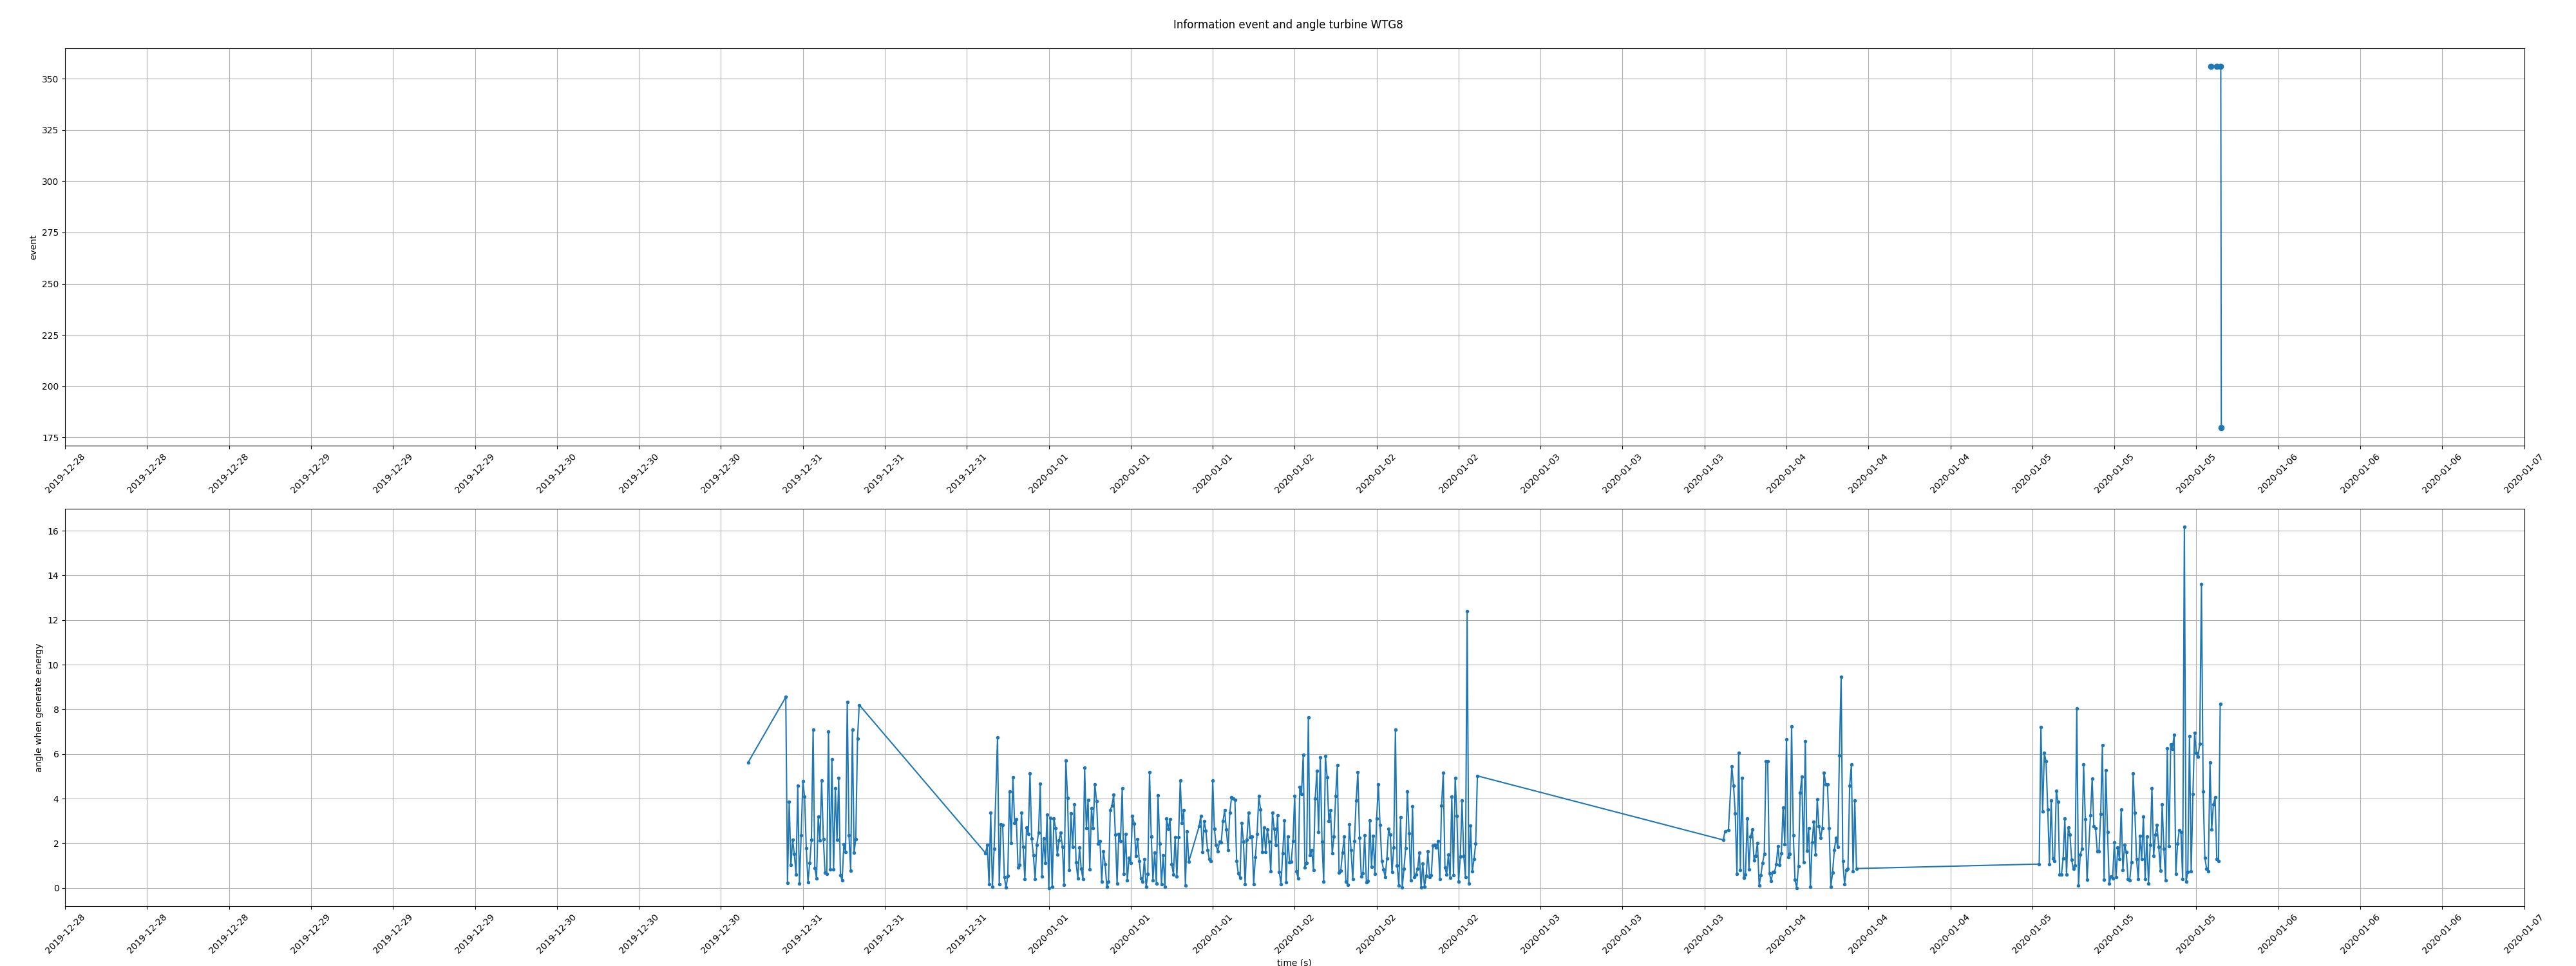 Information event and angle turbine WTG8
350
325
300
275
250
225
200
175
event
2019-12-28 2019-12-28 2019-12-28 2019-12-29 2019-12-29 2019-12-29 2019-12-30 2019-12-30 2019-12-30 2019-12-31 2019-12-31 2019-12-31 2020-01-01 2020-01-01 2020-01-01 2020-01-02 2020-01-02 2020-01-02 2020-01-03 2020-01-03 2020-01-03 2020-01-04 2020-01-04 2020-01-04 2020-01-05 2020-01-05 2020-01-05 2020-01-06 2020-01-06 2020-01-06 2020-01-07
16
14
12
10
8
6
4
2
0
angle when generate energy
2019-12-28 2019-12-28 2019-12-28 2019-12-29 2019-12-29 2019-12-29 2019-12-30 2019-12-30 2019-12-30 2019-12-31 2019-12-31 2019-12-31 2020-01-01 2020-01-01 2020-01-01 2020-01-02 2020-01-02 2020-01-02 2020-01-03 2020-01-03 2020-01-03 2020-01-04 2020-01-04 2020-01-04 2020-01-05 2020-01-05 2020-01-05 2020-01-06 2020-01-06 2020-01-06 2020-01-07
time (s)